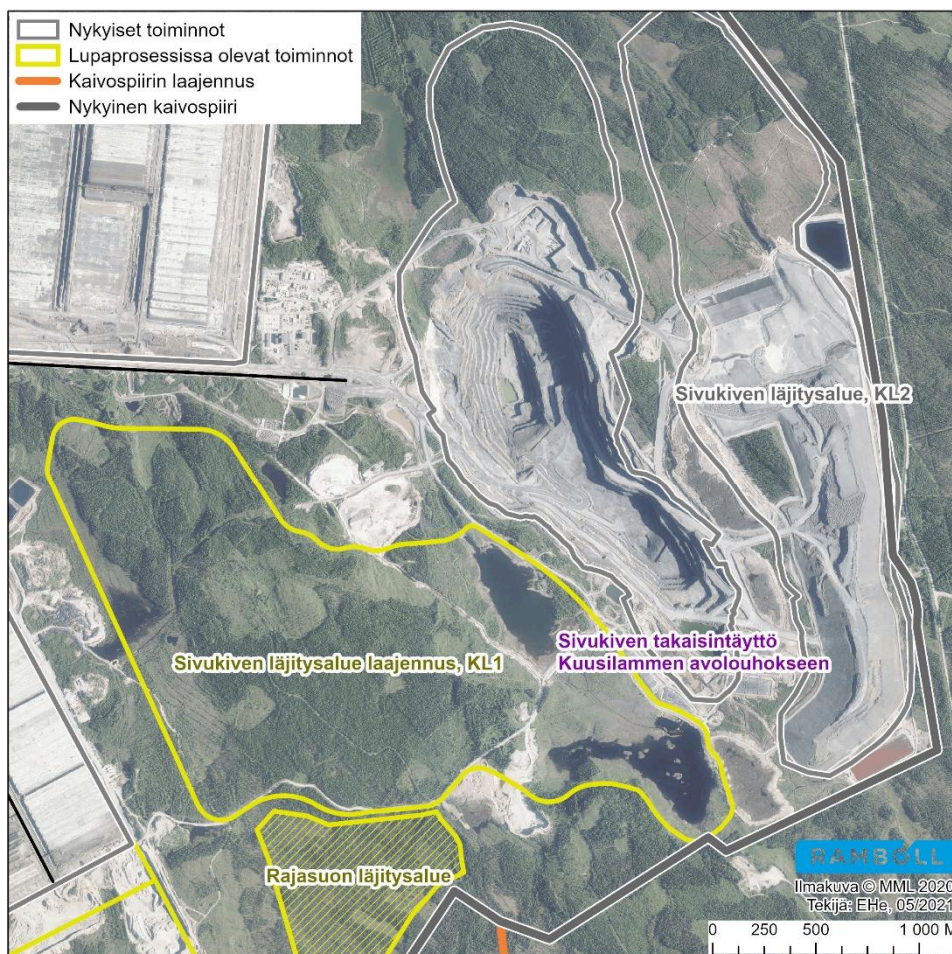 Nykyiset toiminnot
Lupaprosessissa olevat toiminnot
Kaivospiirin laajennus
Nykyinen kaivospiiri
Sivukiven läjitysalue, KL2
Sivukiven takaisintäyttö
Kuusilammen avolouhokseen
Sivukiven läjitysalue laajennus, KL1
Rajasuon läjitysalue
RAMBOLL
Ilmakuva © MML 2020
Tekijä: EHe, 05/2021
0 250 500 1 000 M